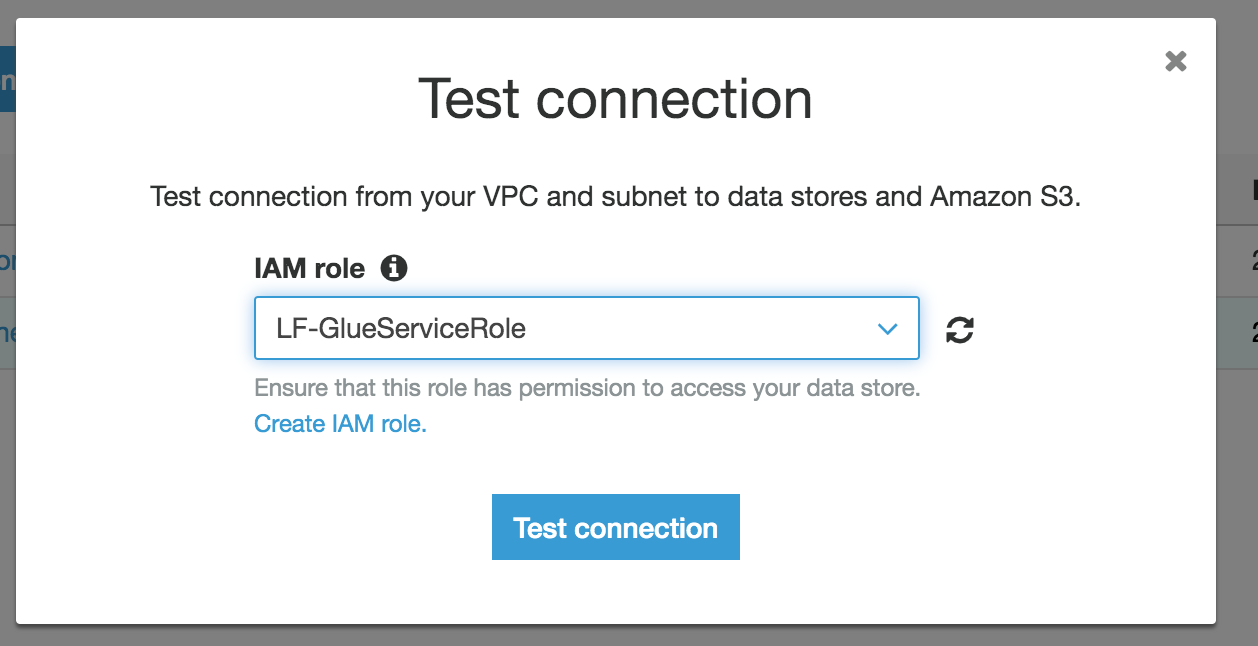 Test connection
Test connection from your VPC and subnet to data stores and Amazon S3.
IAM role
LF-GlueServiceRole
Ensure that this role has permission to access your data store.
Create IAM role.
Test connection